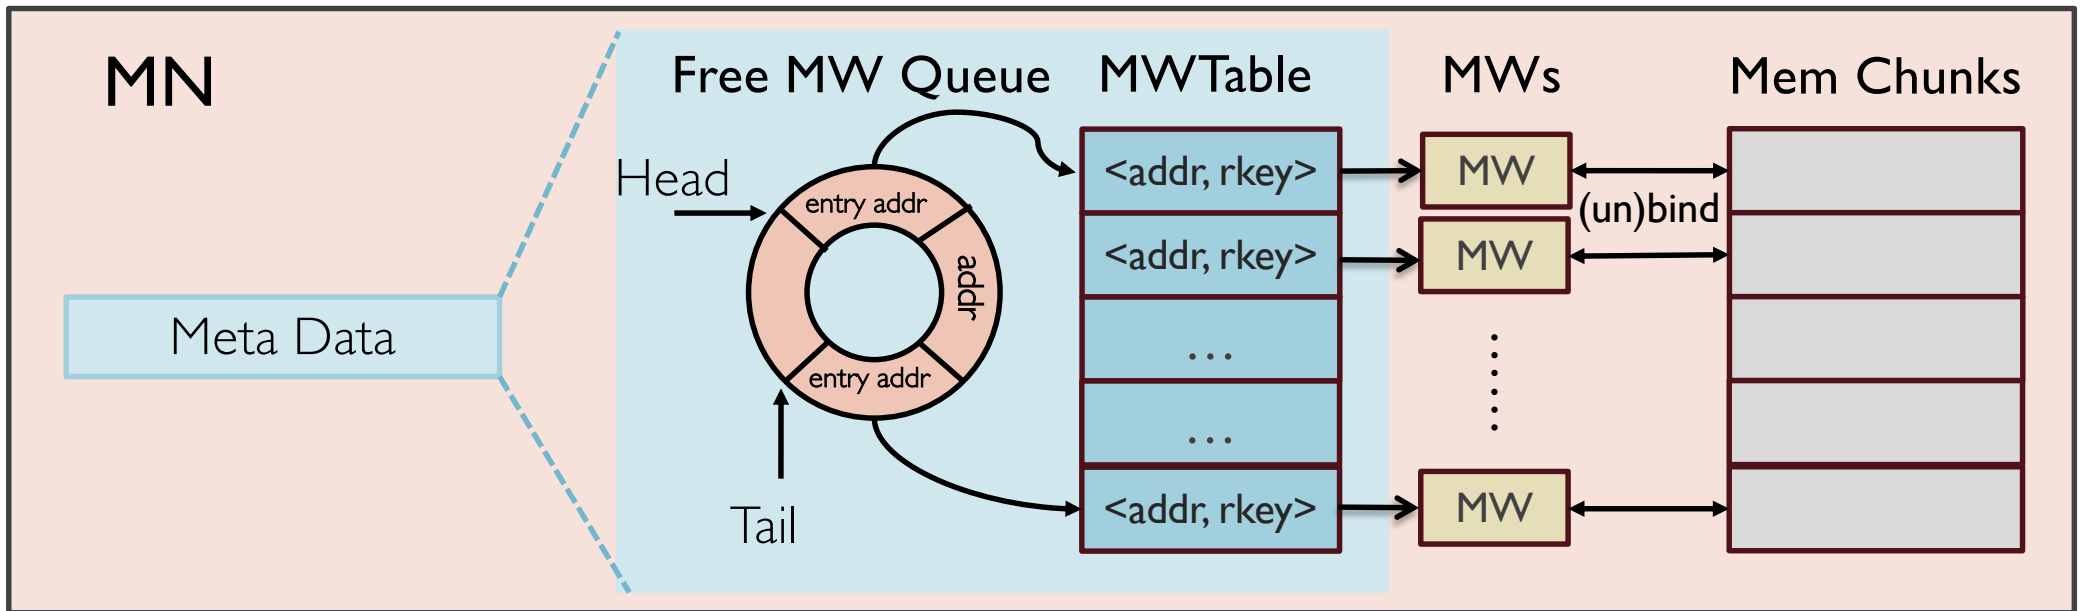 MN
Free MW Queue
MWTable
MWs
Mem Chunks
Meta Data
Head
Tail
entry addr
addr
entry addr
<addr, rkey>
<addr, rkey>
...
...
<addr, rkey>
MW
MW
MW
(un)bind